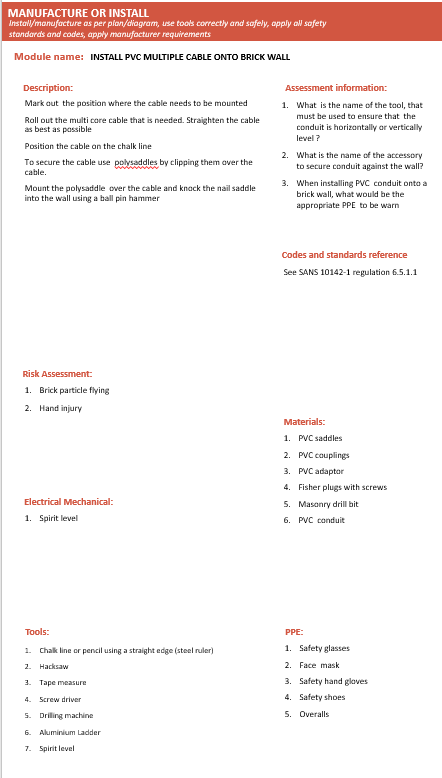 MANUFACTURE OR INSTALL
Install/manufacture as per plan/diagram, use tools correctly and safely, apply all safety
standards and codes, apply manufacturer requirements
Module name: INSTALL PVC MULTIPLE CABLE ONTO BRICK WALL
Description:
Mark out the position where the cable needs to be mounted
Roll out the multi core cable that is needed. Straighten the cable
as best as possible
Position the cable on the chalk line
To secure the cable use polysaddles by clipping them over the
cable.
Mount the polysaddle over the cable and knock the nail saddle
into the wall using a ball pin hammer
Assessment information:
1. What is the name of the tool, that
must be used to ensure that the
conduit is horizontally or vertically
level ?
2. What is the name of the accessory
to secure conduit against the wall?
3. When installing PVC conduit onto a
brick wall, what would be the
appropriate PPE to be warn
Codes and standards reference
See SANS 10142-1 regulation 6.5.1.1
Risk Assessment:
1. Brick particle flying
2. Hand injury
Materials:
1. PVC saddles
2. PVC couplings
3. PVC adaptor
4. Fisher plugs with screws
5. Masonry drill bit
6. PVC conduit
Electrical Mechanical:
1. Spirit level
Tools:
1. Chalk line or pencil using a straight edge (steel ruler)
2. Hacksaw
3. Tape measure
4. Screw driver
5. Drilling machine
6. Aluminium Ladder
7. Spirit level
PPE:
1. Safety glasses
2. Face mask
3. Safety hand gloves
4. Safety shoes
5. Overalls